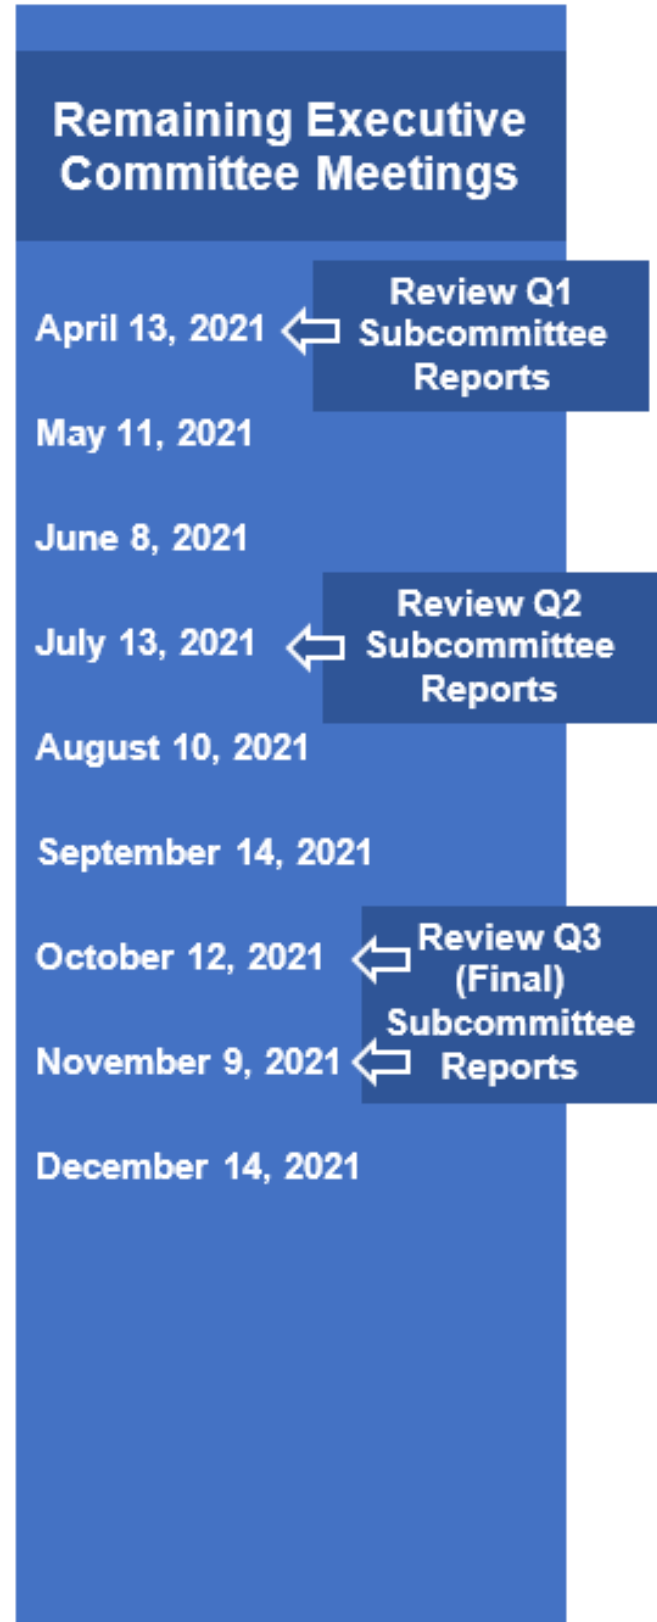 Remaining Executive
Committee Meetings
April 13, 2021
Review Q1
Subcommittee
Reports
May 11, 2021
June 8, 2021
July 13, 2021
Review Q2
Subcommittee
Reports
August 10, 2021
September 14, 2021
October 12, 2021
November 9, 2021
Review Q3
(Final)
Subcommittee
Reports
December 14, 2021